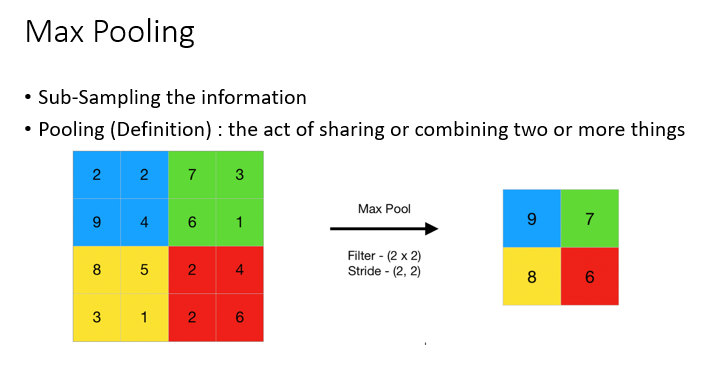 Max Pooling
• Sub-Sampling the information
• Pooling (Definition) : the act of sharing or combining two or more things
2 2 7 3
9 4 6 1
8 5 2 4
3 1 2 6
Max Pool
Filter - (2 x 2)
Stride - (2, 2)
9 7
8 6